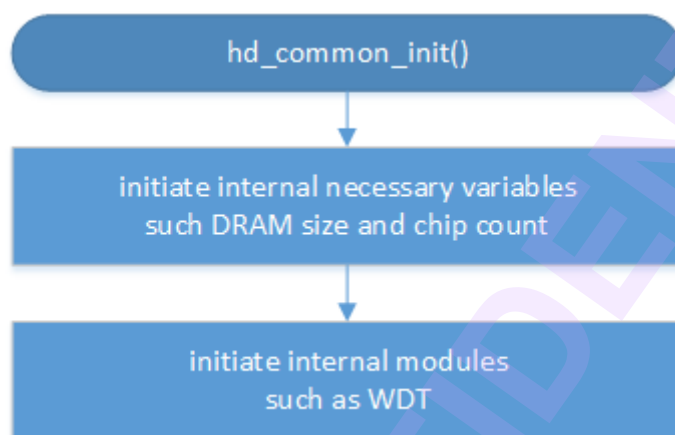 hd_common_init()
initiate internal necessary variables
such DRAM size and chip count
initiate internal modules
such as WDT